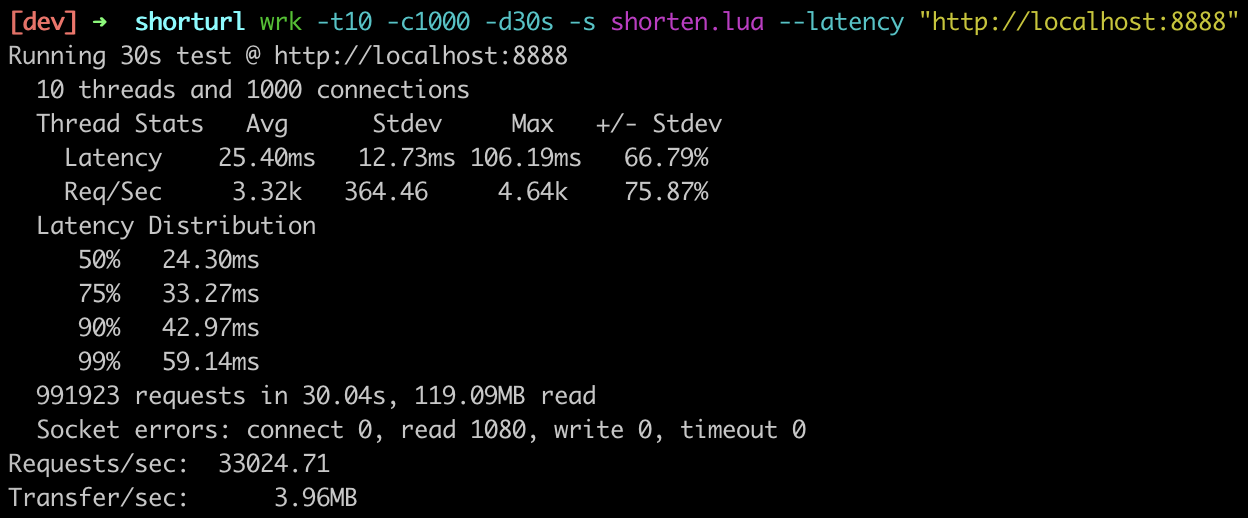 [dev] ➜  shorturl wrk -t10 -c1000 -d30s -s shorten.lua --latency "http://localhost:8888"
Running 30s test @ http://localhost:8888
  10 threads and 1000 connections
  Thread Stats   Avg      Stdev     Max   +/- Stdev
    Latency    25.40ms   12.73ms 106.19ms   66.79%
    Req/Sec     3.32k   364.46     4.64k    75.87%
  Latency Distribution
     50%   24.30ms
     75%   33.27ms
     90%   42.97ms
     99%   59.14ms
  991923 requests in 30.04s, 119.09MB read
  Socket errors: connect 0, read 1080, write 0, timeout 0
Requests/sec:  33024.71
Transfer/sec:      3.96MB